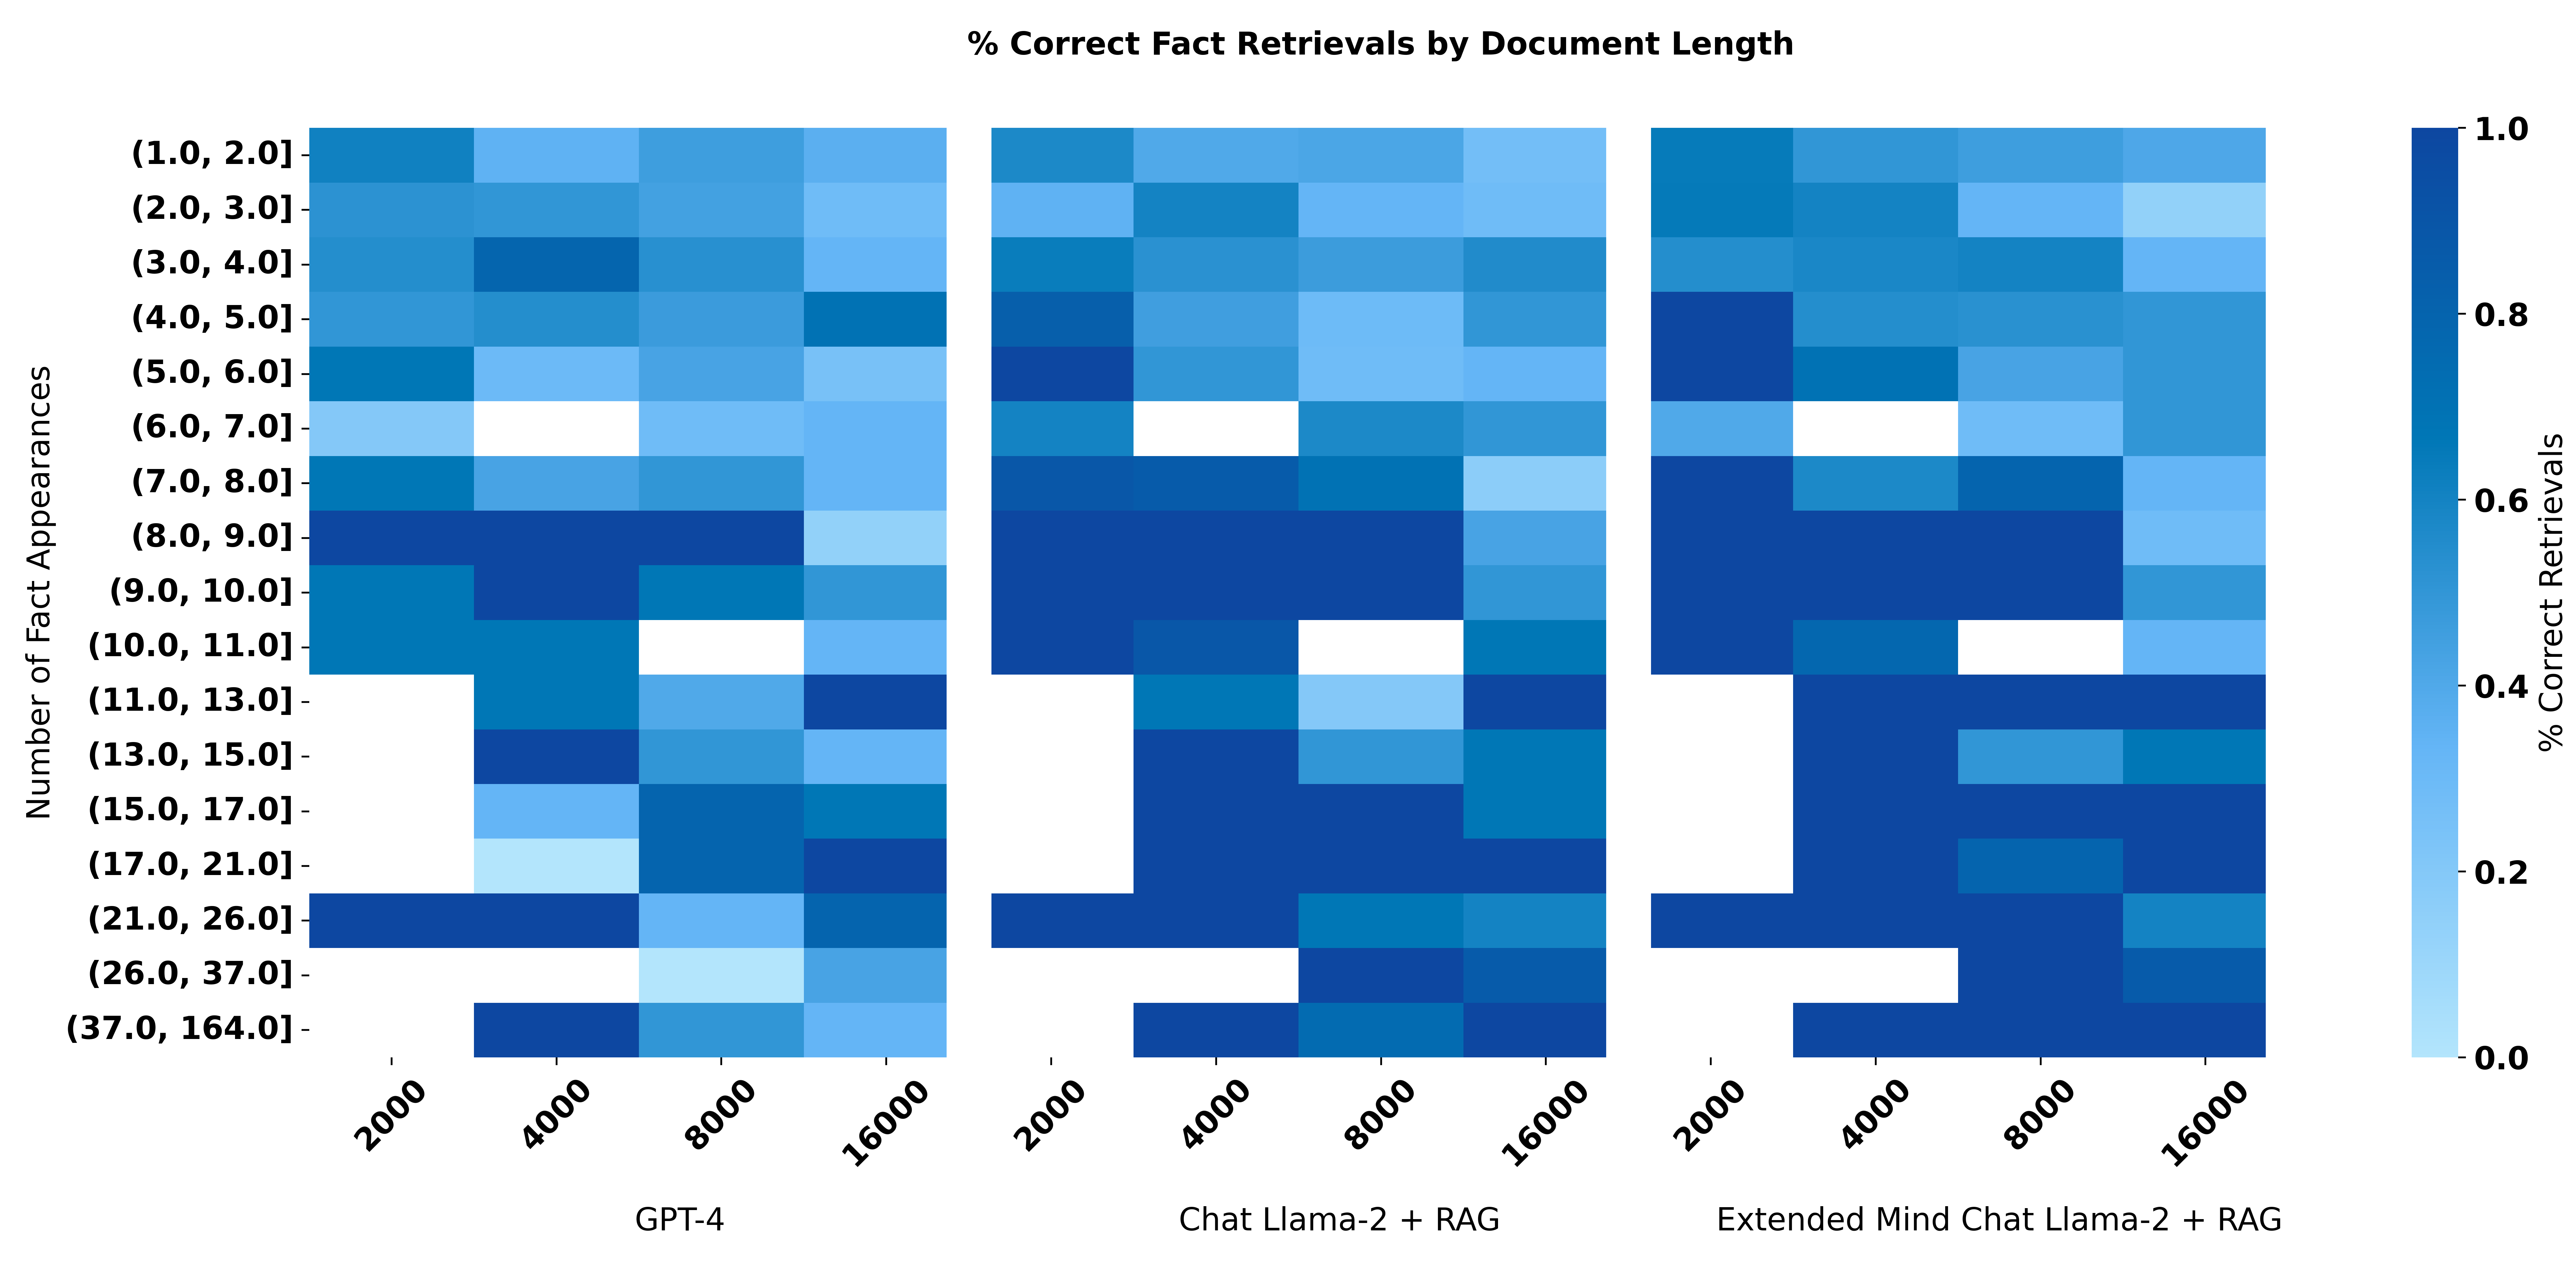 % Correct Fact Retrievals by Document Length
Number of Fact Appearances
(1.0, 2.0]
(2.0, 3.0]
(3.0, 4.0]
(4.0, 5.0]
(5.0, 6.0]
(6.0, 7.0]
(7.0, 8.0]
(8.0, 9.0]
(9.0, 10.0]
(10.0, 11.0]
(11.0, 13.0]
(13.0, 15.0]
(15.0, 17.0]
(17.0, 21.0]
(21.0, 26.0]
(26.0, 37.0]
(37.0, 164.0]
2000 4000 8000 16000
GPT-4
2000 4000 8000 16000
Chat Llama-2 + RAG
2000 4000 8000 16000
Extended Mind Chat Llama-2 + RAG
1.0
0.8
0.6
0.4
0.2
0.0
% Correct Retrievals